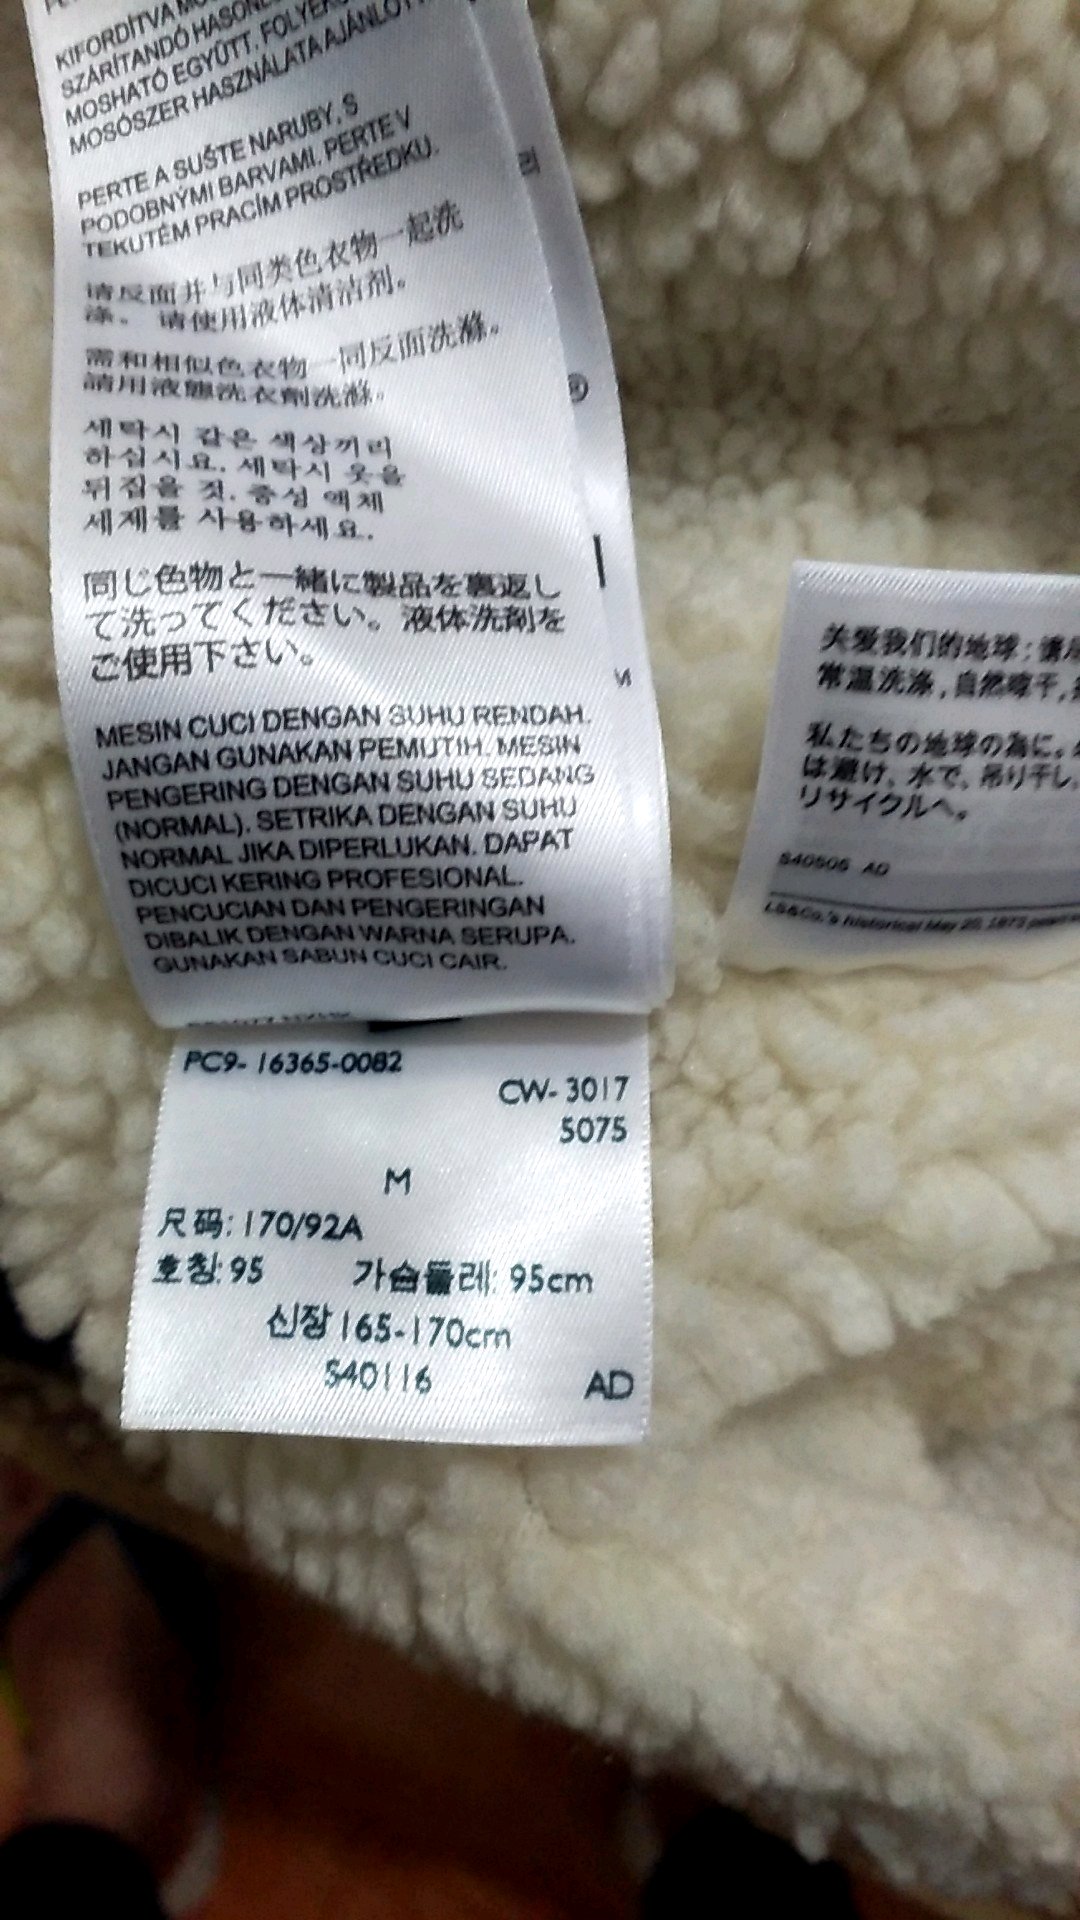 KIFORDÍTVA
SZÁRÍTANDÓ
MOSHATÓ EGYÜTT.
MOSÓSZER HASZNÁLATA
PERTE A SUŠTE NARUBY, S
PODOBNÝMI BARVAMI. PERTE V
TEKUTÉM PRACÍM PROSTŘEDKU.
请反面并与同类色衣物一起洗
涤。 请使用液体清洁剂。
需和相似色衣物一同反面洗滌。
請用液態洗衣劑洗滌。
세탁시 같은 색상끼리
하십시요. 세탁시 옷을
뒤집을 것. 중성 액체
세제를 사용하세요.
同じ色物と一緒に製品を裏返し
て洗ってください。液体洗剤を
ご使用下さい。
MESIN CUCI DENGAN SUHU RENDAH.
JANGAN GUNAKAN PEMUTIH. MESIN
PENGERING DENGAN SUHU SEDANG
(NORMAL). SETRIKA DENGAN SUHU
NORMAL JIKA DIPERLUKAN. DAPAT
DICUCI KERING PROFESIONAL.
PENCUCIAN DAN PENGERINGAN
DIBALIK DENGAN WARNA SERUPA.
GUNAKAN SABUN CUCI CAIR.
PC9- 16365-0082
CW- 3017
5075
M
尺码: 170/92A
호칭: 95 가슴둘레: 95cm
신장 165-170cm
S40116 AD
关爱我们的地球：请
常温洗涤，自然晾干，
私たちの地球の為に。
は避け、水で、吊り干し、
リサイクルへ。
S40506 AD
LS&Co.'s historical May 20, 1873